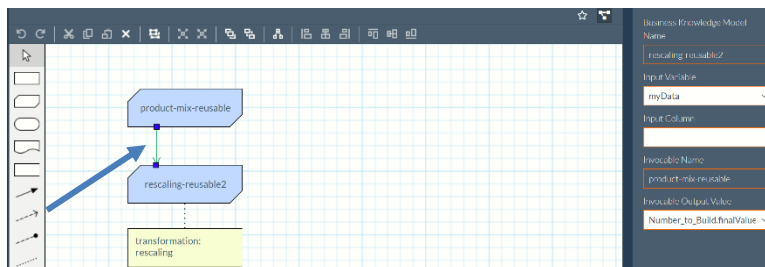 Business Knowledge Model
Name
rescaling-reusable2
Input Variable
myData
Input Column
Invocable Name
product-mix-reusable
Invocable Output Value
Number_to_Build.finalValue
product-mix-reusable
rescaling-reusable2
transformation:
rescaling